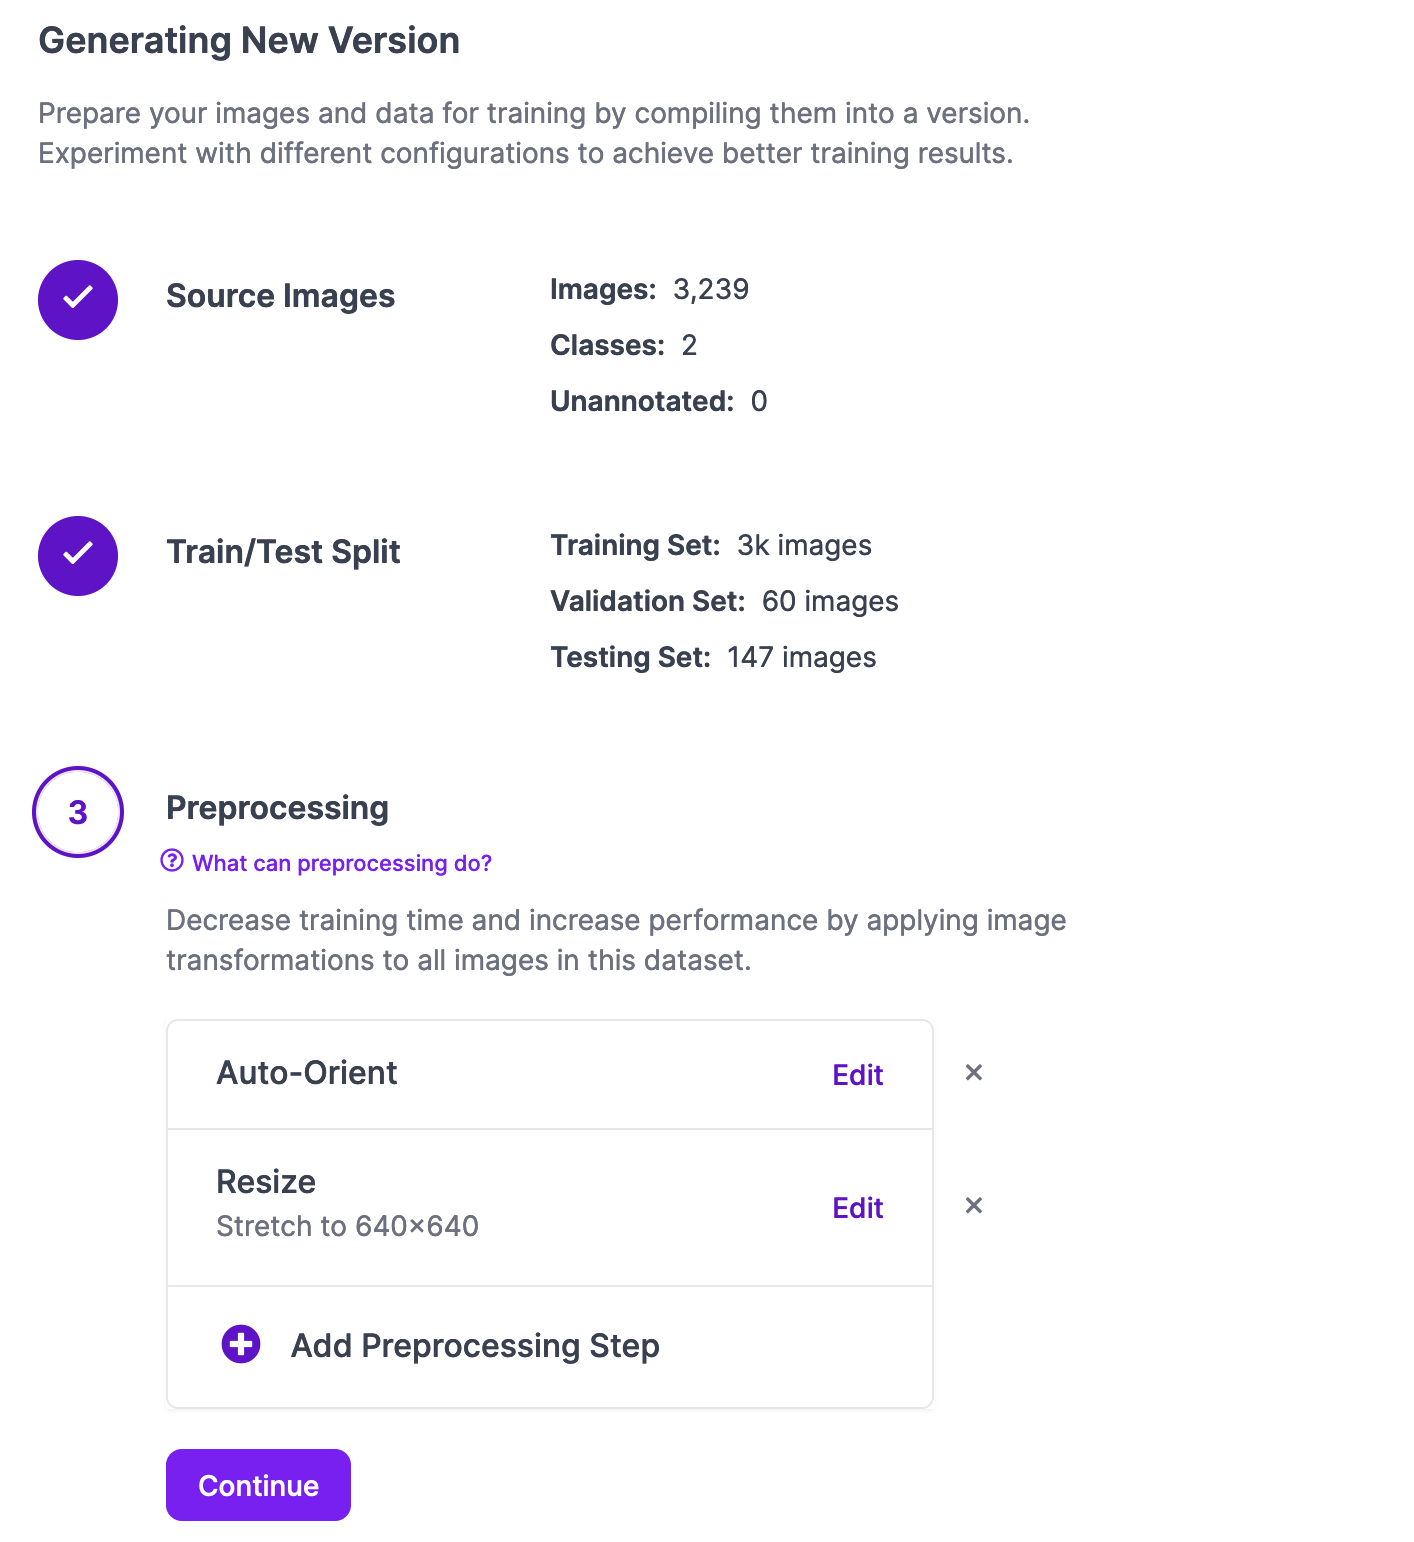 Generating New Version
Prepare your images and data for training by compiling them into a version.
Experiment with different configurations to achieve better training results.
Source Images
Images: 3,239
Classes: 2
Unannotated: 0
Train/Test Split
Training Set: 3k images
Validation Set: 60 images
Testing Set: 147 images
3
Preprocessing
What can preprocessing do?
Decrease training time and increase performance by applying image
transformations to all images in this dataset.
Auto-Orient
Edit
Resize
Stretch to 640×640
Edit
Add Preprocessing Step
Continue